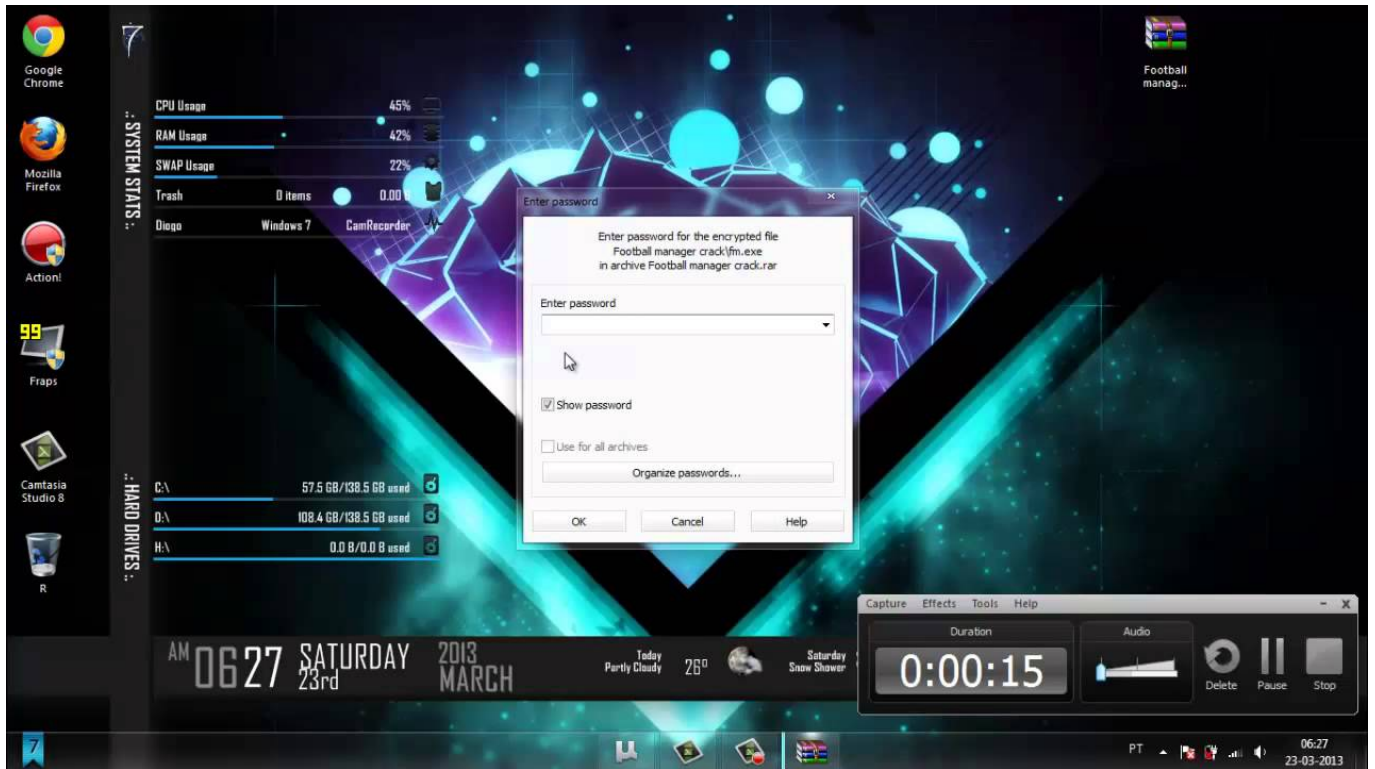 Google
Chrome
Mozilla
Firefox
Action!
99
Fraps
Camtasia
Studio 8
R
7
.: SYSTEM STATS :.
CPU Usage 45%
RAM Usage 42%
SWAP Usage 22%
Trash 0 items 0.00
Diogo Windows 7 CamRecorder
.: HARD DRIVES :.
C:\ 57.5 GB/138.5 GB used
D:\ 108.4 GB/138.5 GB used
H:\ 0.0 B/0.0 B used
Football
manag...
Enter password
Enter password for the encrypted file
Football manager crack\fm.exe
in archive Football manager crack.rar
Enter password
Show password
Use for all archives
Organize passwords...
OK Cancel Help
AM 06 27 SATURDAY 23rd 2013 MARCH
Today
Partly Cloudy 26°
Saturday
Snow Shower
Capture Effects Tools Help
Duration Audio
0:00:15
Delete Pause Stop
7
PT
06:27
23-03-2013